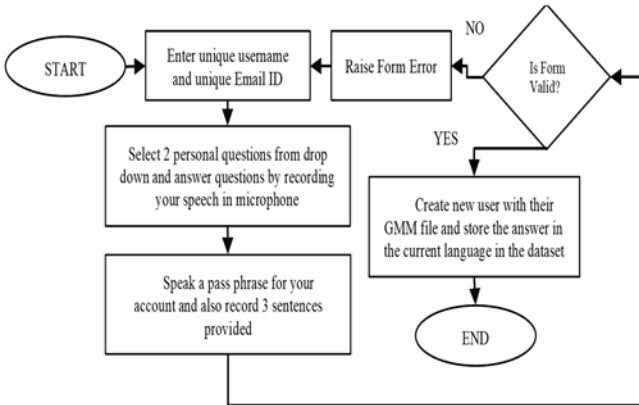 START
Enter unique username
and unique Email ID
Raise Form Error
NO
Is Form
Valid?
YES
Select 2 personal questions from drop
down and answer questions by recording
your speech in microphone
Create new user with their
GMM file and store the answer in
the current language in the dataset
Speak a pass phrase for your
account and also record 3 sentences
provided
END